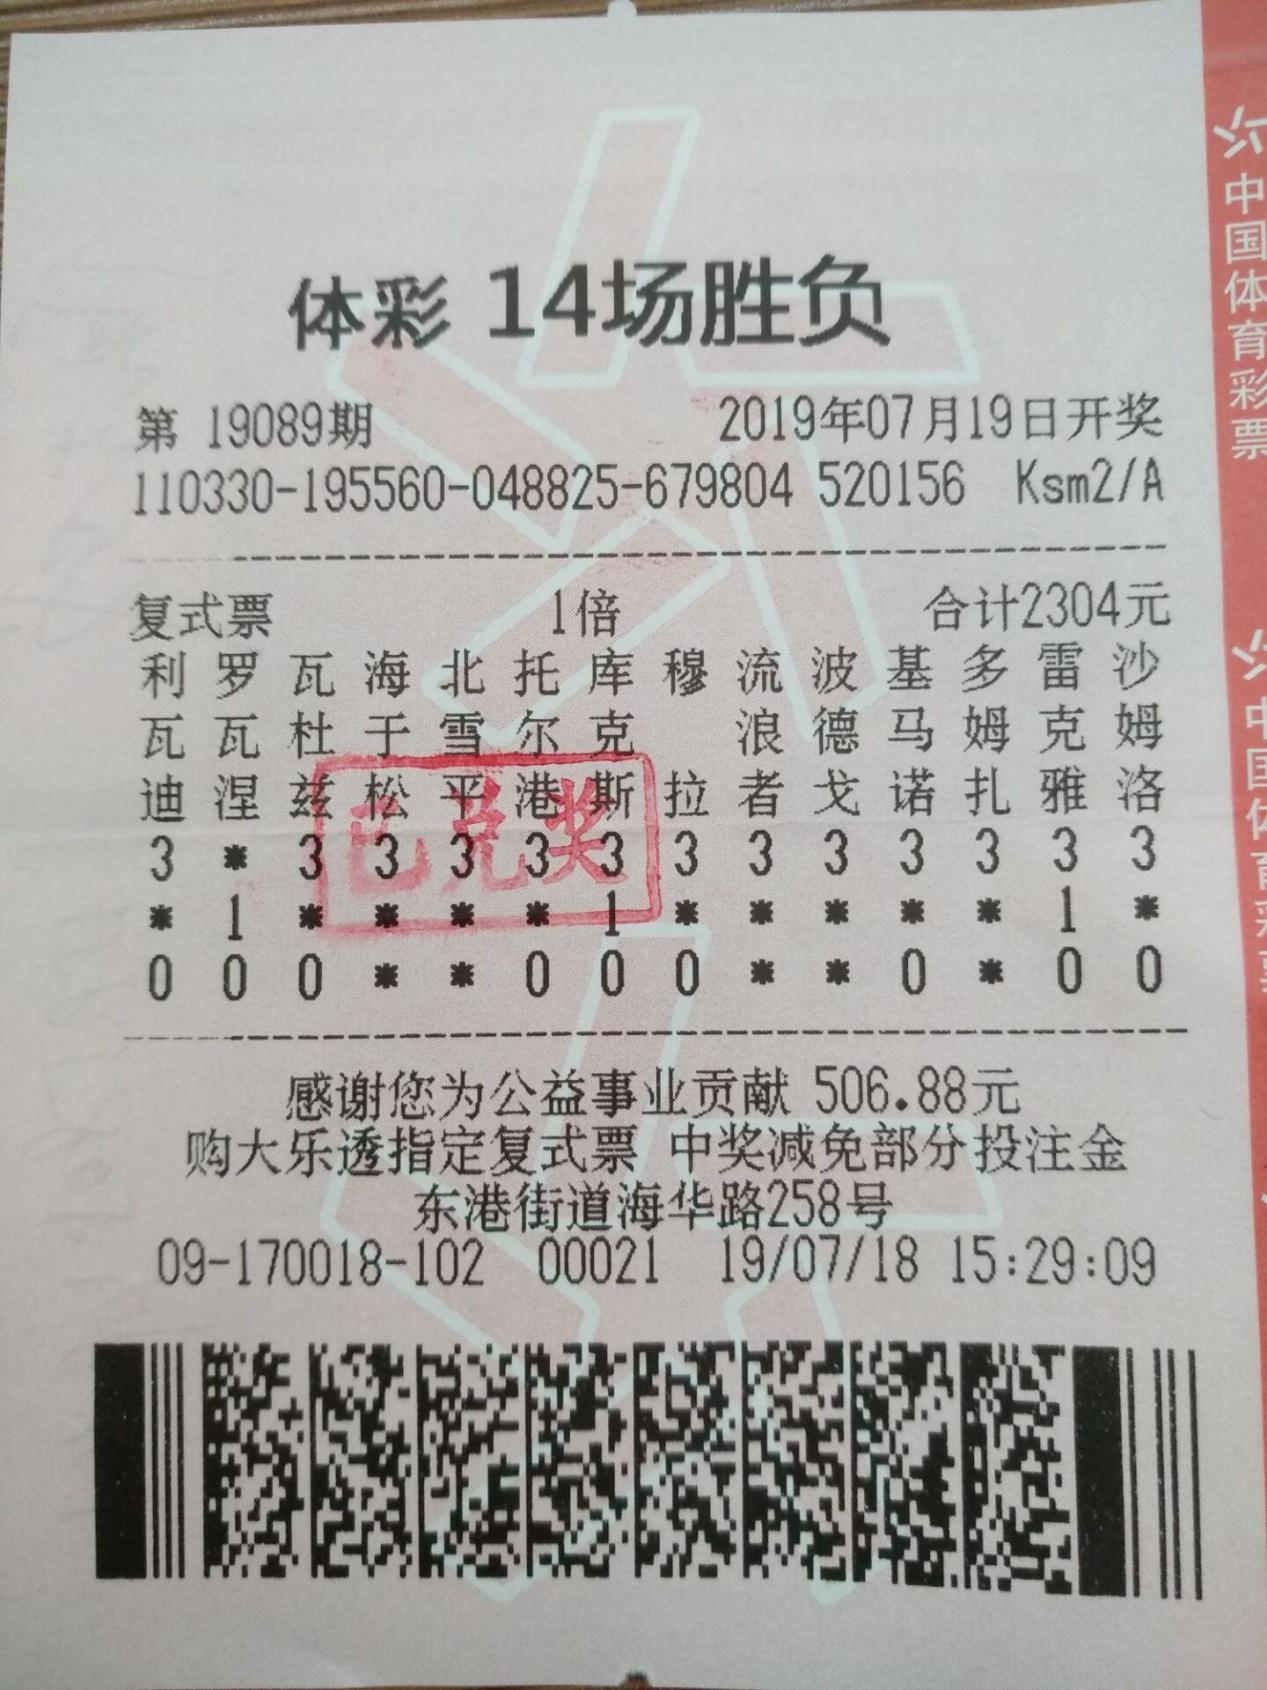 体彩 14场胜负
第 19089期 2019年07月19日开奖
110330-195560-048825-679804 520156 Ksm2/A
复式票 1倍 合计2304元
利 罗 瓦 海 北 托 库 穆 流 波 基 多 雷 沙
瓦 瓦 杜 于 雪 尔 克 浪 德 马 姆 克 姆
迪 涅 兹 松 平 港 斯 拉 者 戈 诺 扎 雅 洛
3 * 3 3 3 3 3 3 3 3 3 3 3 3
* 1 * * * * 1 * * * * * 1 *
0 0 0 * * 0 0 0 * * 0 * 0 0
已兑奖
感谢您为公益事业贡献 506.88元
购大乐透指定复式票 中奖减免部分投注金
东港街道海华路258号
09-170018-102 00021 19/07/18 15:29:09
中国体育彩票
中国体育彩票